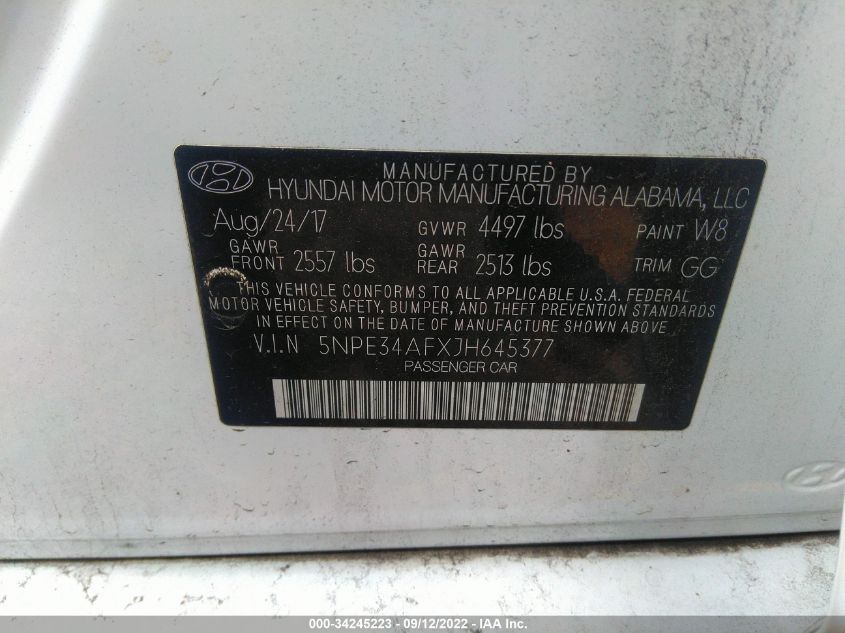 MANUFACTURED BY
HYUNDAI MOTOR MANUFACTURING ALABAMA, LLC
Aug/24/17 GVWR 4497 lbs PAINT W8
GAWR FRONT 2557 lbs GAWR REAR 2513 lbs TRIM GG
THIS VEHICLE CONFORMS TO ALL APPLICABLE U.S.A. FEDERAL
MOTOR VEHICLE SAFETY, BUMPER, AND THEFT PREVENTION STANDARDS
IN EFFECT ON THE DATE OF MANUFACTURE SHOWN ABOVE.
V.I.N 5NPE34AFXJH645377
PASSENGER CAR
000-34245223 - 09/12/2022 - IAA Inc.